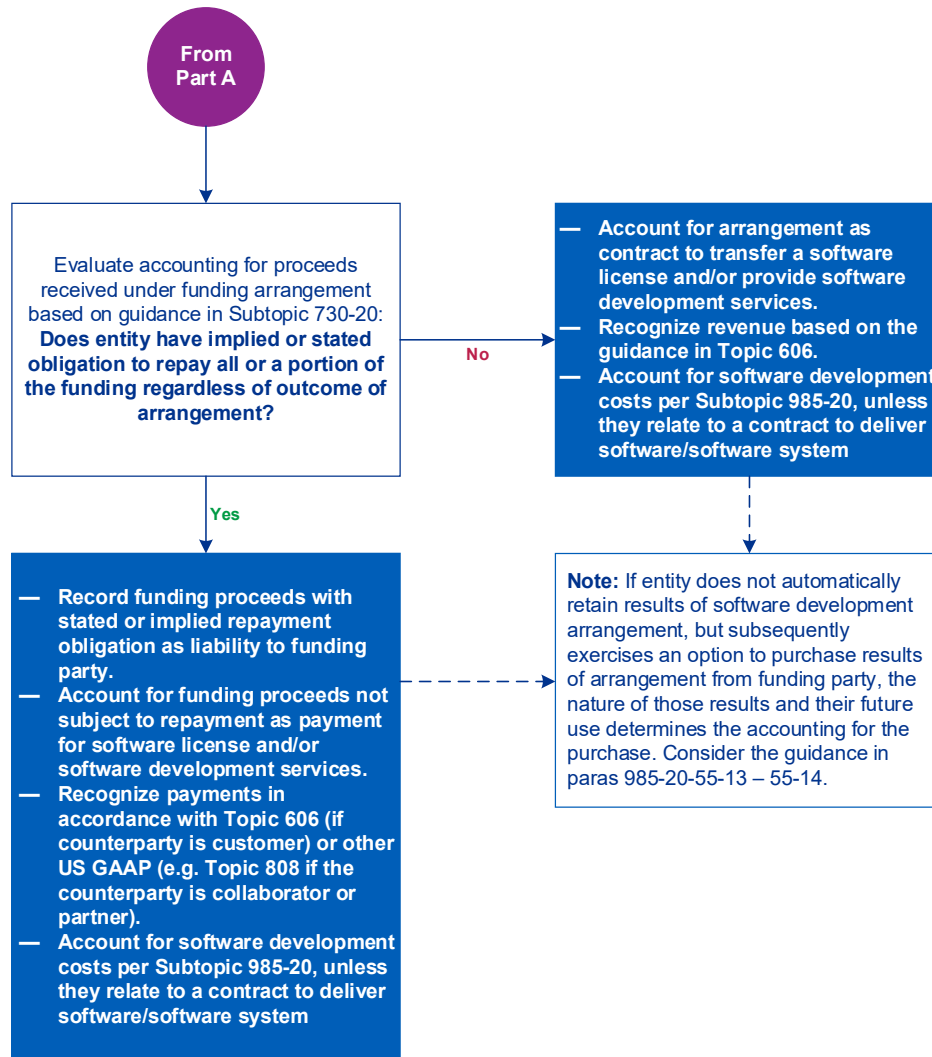 From
Part A
Evaluate accounting for proceeds
received under funding arrangement
based on guidance in Subtopic 730-20:
Does entity have implied or stated
obligation to repay all or a portion of
the funding regardless of outcome of
arrangement?
No
— Account for arrangement as
contract to transfer a software
license and/or provide software
development services.
— Recognize revenue based on the
guidance in Topic 606.
— Account for software development
costs per Subtopic 985-20, unless
they relate to a contract to deliver
software/software system
Yes
— Record funding proceeds with
stated or implied repayment
obligation as liability to funding
party.
— Account for funding proceeds not
subject to repayment as payment
for software license and/or
software development services.
— Recognize payments in
accordance with Topic 606 (if
counterparty is customer) or other
US GAAP (e.g. Topic 808 if the
counterparty is collaborator or
partner).
— Account for software development
costs per Subtopic 985-20, unless
they relate to a contract to deliver
software/software system
Note: If entity does not automatically
retain results of software development
arrangement, but subsequently
exercises an option to purchase results
of arrangement from funding party, the
nature of those results and their future
use determines the accounting for the
purchase. Consider the guidance in
paras 985-20-55-13 – 55-14.